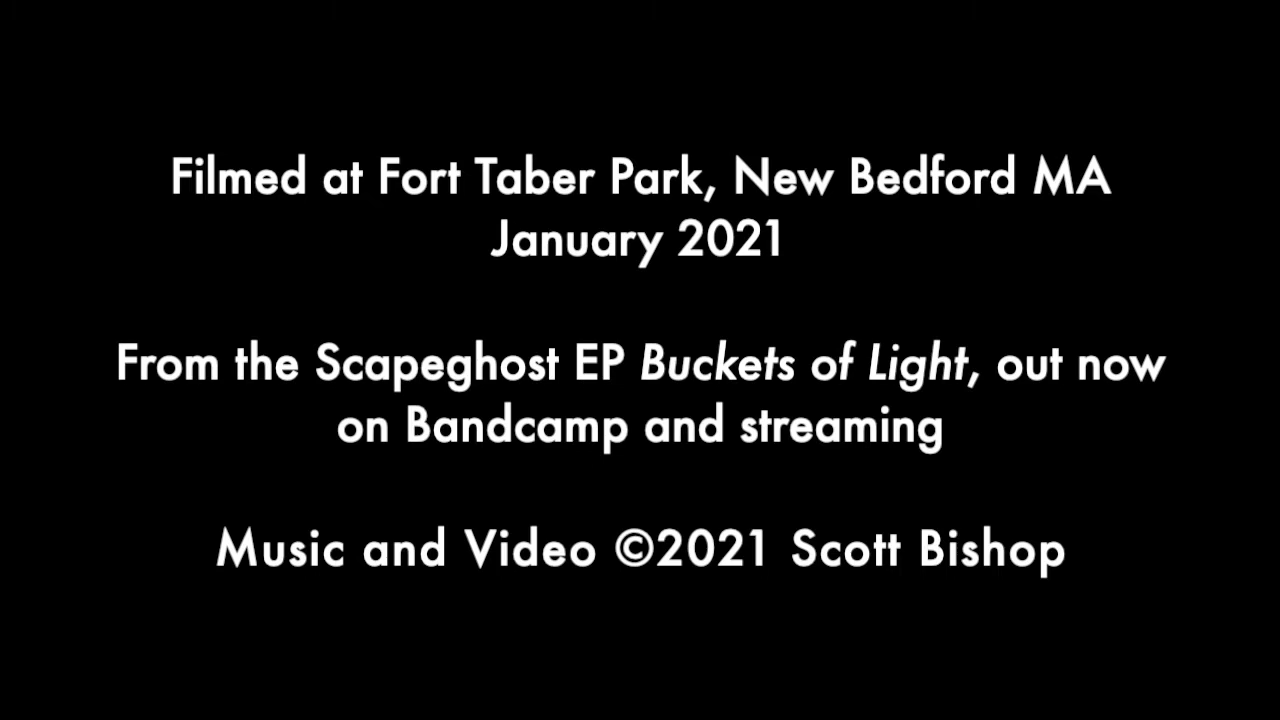 Filmed at Fort Taber Park, New Bedford MA
January 2021
From the Scapeghost EP Buckets of Light, out now
on Bandcamp and streaming
Music and Video ©2021 Scott Bishop